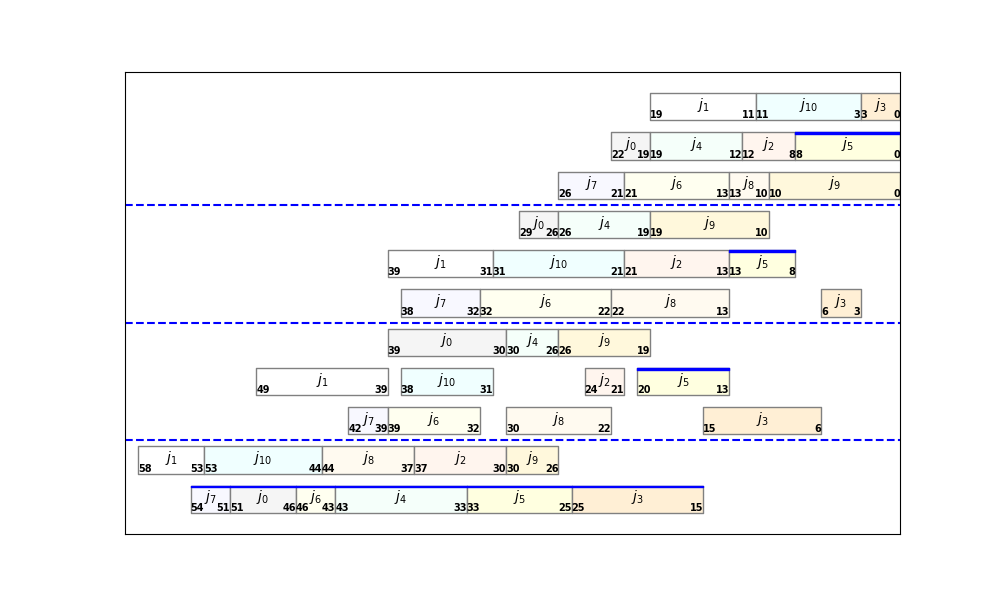 j1 j10 j3
19 11 11 3 3 0
j0 j4 j2 j5
22 19 19 12 12 8 8 0
j7 j6 j8 j9
26 21 21 13 13 10 10 0
j0 j4 j9
29 26 26 19 19 10
j1 j10 j2 j5
39 31 31 21 21 13 13 8
j7 j6 j8 j3
38 32 32 22 22 13 6 3
j0 j4 j9
39 30 30 26 26 19
j1 j10 j2 j5
49 39 38 31 24 21 20 13
j7 j6 j8 j3
42 39 39 32 30 22 15 6
j1 j10 j8 j2 j9
58 53 53 44 44 37 37 30 30 26
j7 j0 j6 j4 j5 j3
54 51 51 46 46 43 43 33 33 25 25 15